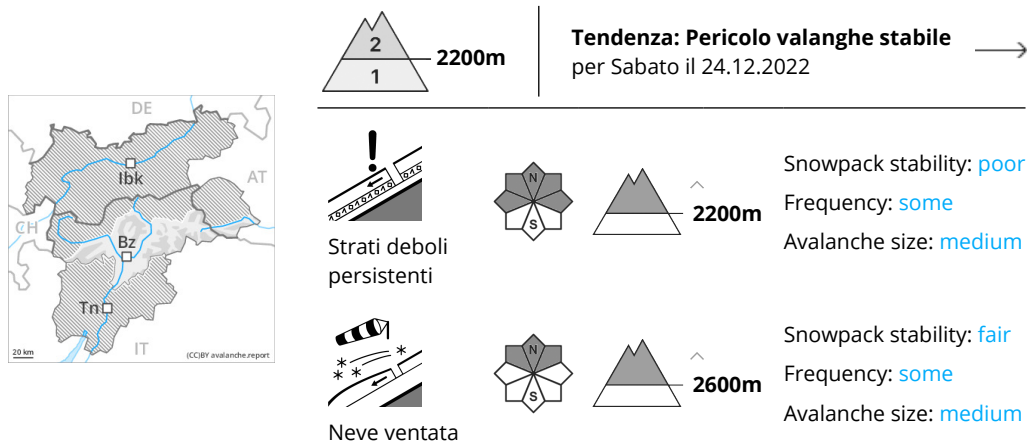 2
1
2200m
Tendenza: Pericolo valanghe stabile
per Sabato il 24.12.2022
DE
Ibk
AT
CH
Bz
Tn
IT
20 km
(CC)BY avalanche.report
N
S
2200m
Strati deboli
persistenti
Snowpack stability: poor
Frequency: some
Avalanche size: medium
N
S
2600m
Neve ventata
Snowpack stability: fair
Frequency: some
Avalanche size: medium